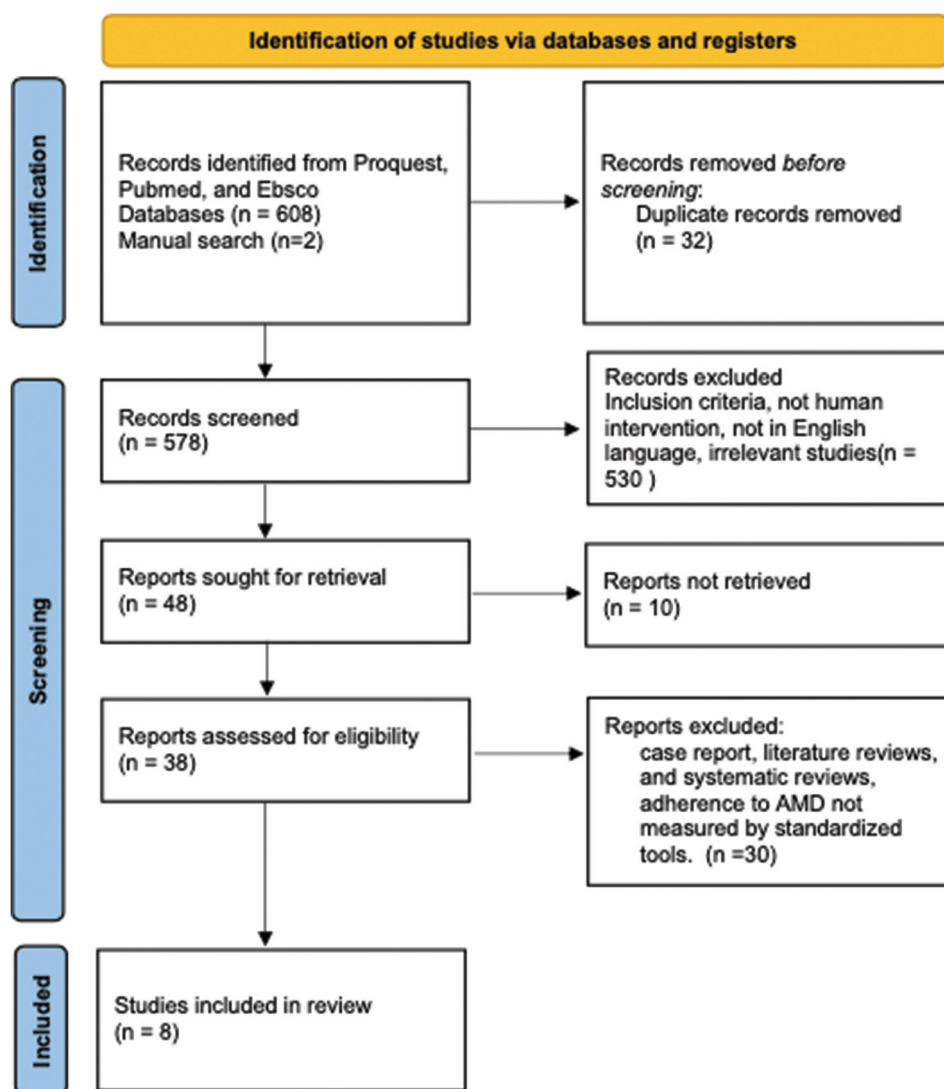 Identification of studies via databases and registers
Identification
Records identified from Proquest,
Pubmed, and Ebsco
Databases (n = 608)
Manual search (n=2)
Records removed before
screening:
Duplicate records removed
(n = 32)
Screening
Records screened
(n = 578)
Records excluded
Inclusion criteria, not human
intervention, not in English
language, irrelevant studies(n =
530 )
Reports sought for retrieval
(n = 48)
Reports not retrieved
(n = 10)
Reports assessed for eligibility
(n = 38)
Reports excluded:
case report, literature reviews,
and systematic reviews,
adherence to AMD not
measured by standardized
tools.  (n =30)
Included
Studies included in review
(n = 8)